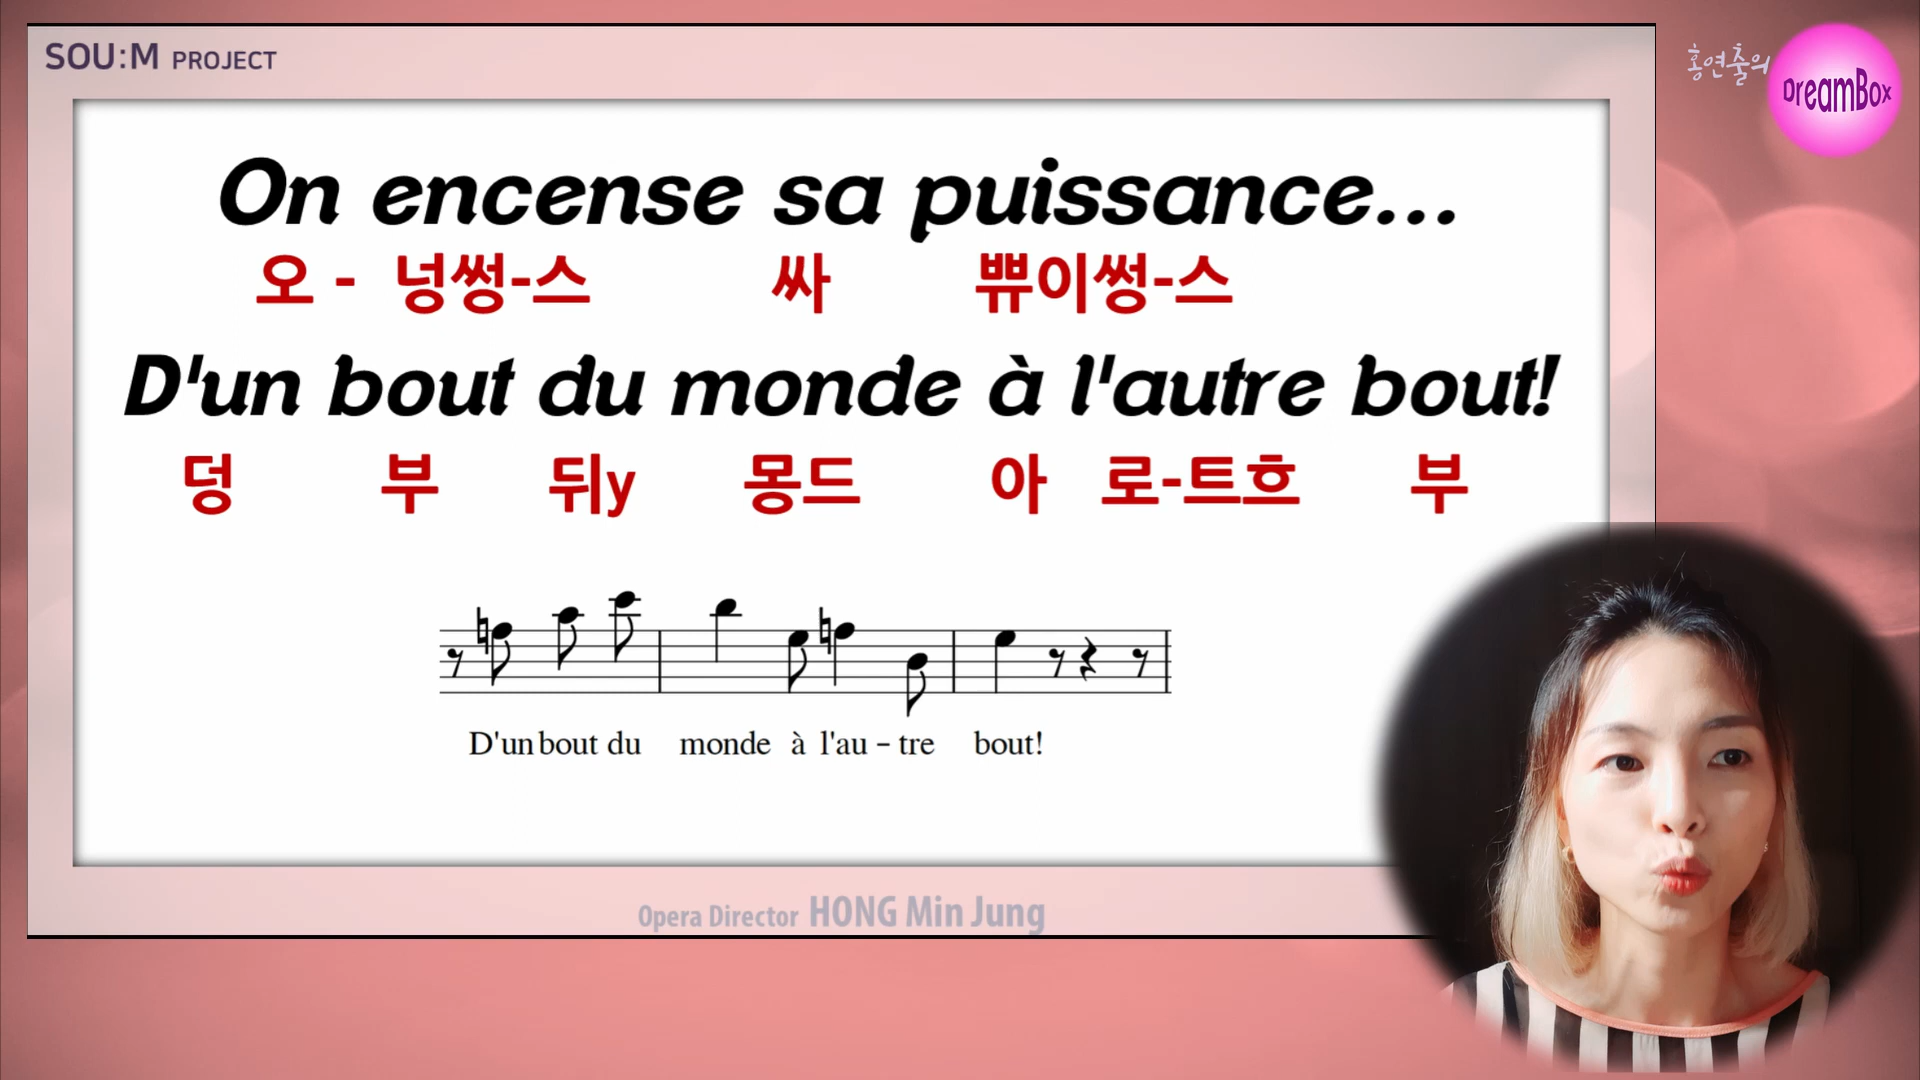 SOU:M PROJECT
홍연출의
DreamBox
On encense sa puissance...
오 - 넝썽-스 싸 쀼이썽-스
D'un bout du monde à l'autre bout!
덩 부 뒤y 몽드 아 로-트흐 부
D'un bout du monde à l'au - tre bout!
Opera Director HONG Min Jung